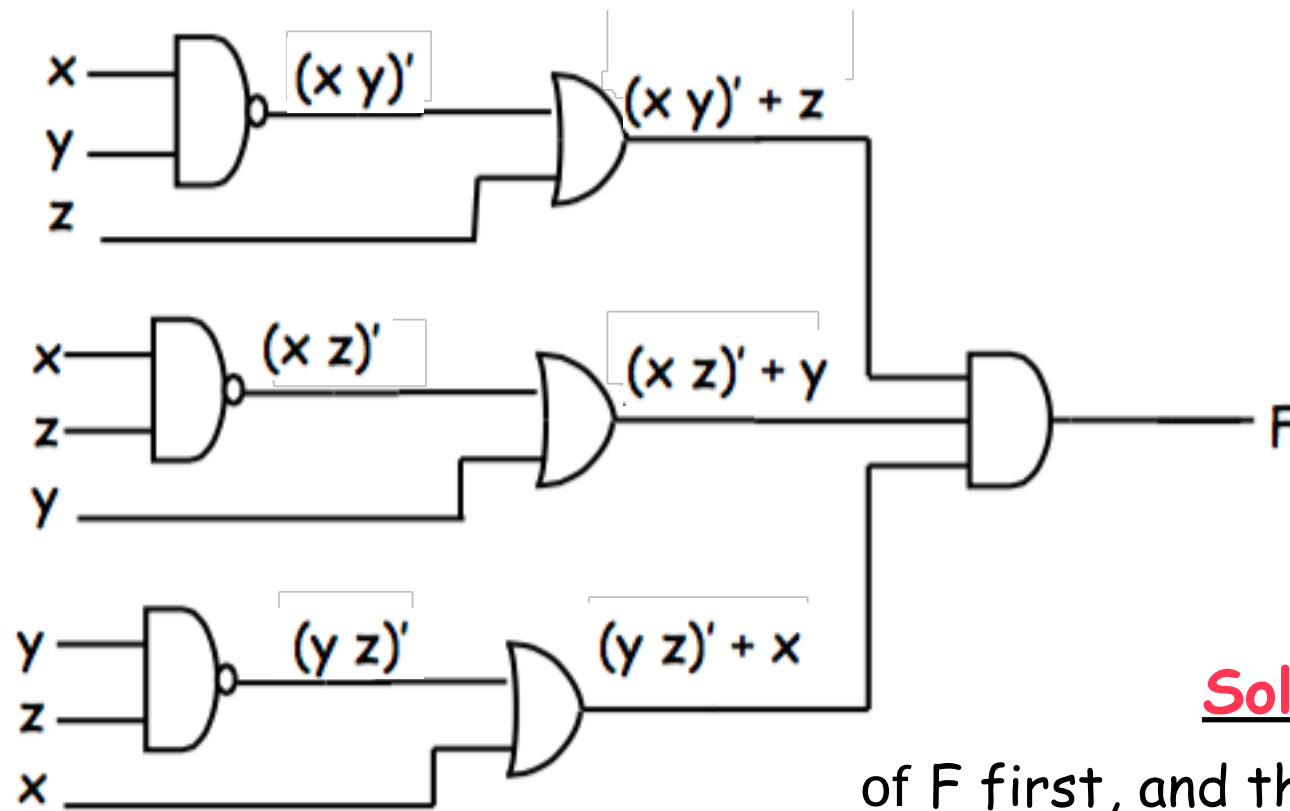 x
(x y)'
(x y)' + z
y
z
x
(x z)'
(x z)' + y
z
F
y
y
(y z)'
(y z)' + x
z
Sol
x
of F first, and th